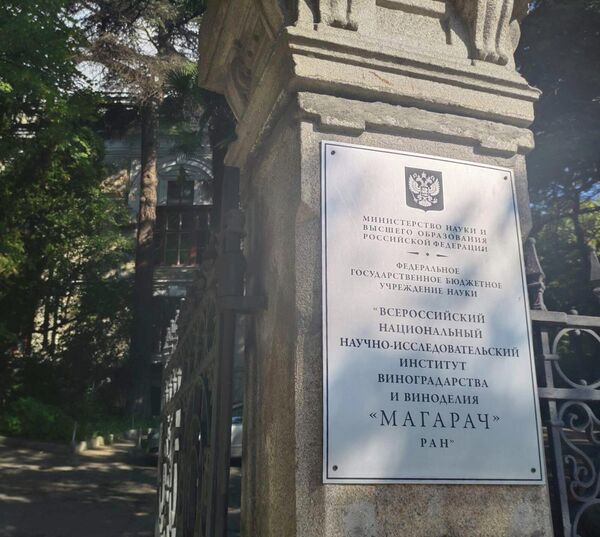 МИНИСТЕРСТВО НАУКИ И
ВЫСШЕГО ОБРАЗОВАНИЯ
РОССИЙСКОЙ ФЕДЕРАЦИИ
ФЕДЕРАЛЬНОЕ
ГОСУДАРСТВЕННОЕ БЮДЖЕТНОЕ
УЧРЕЖДЕНИЕ НАУКИ
"ВСЕРОССИЙСКИЙ
НАЦИОНАЛЬНЫЙ
НАУЧНО-ИССЛЕДОВАТЕЛЬСКИЙ
ИНСТИТУТ
ВИНОГРАДАРСТВА
И ВИНОДЕЛИЯ
«МАГАРАЧ»
РАН"